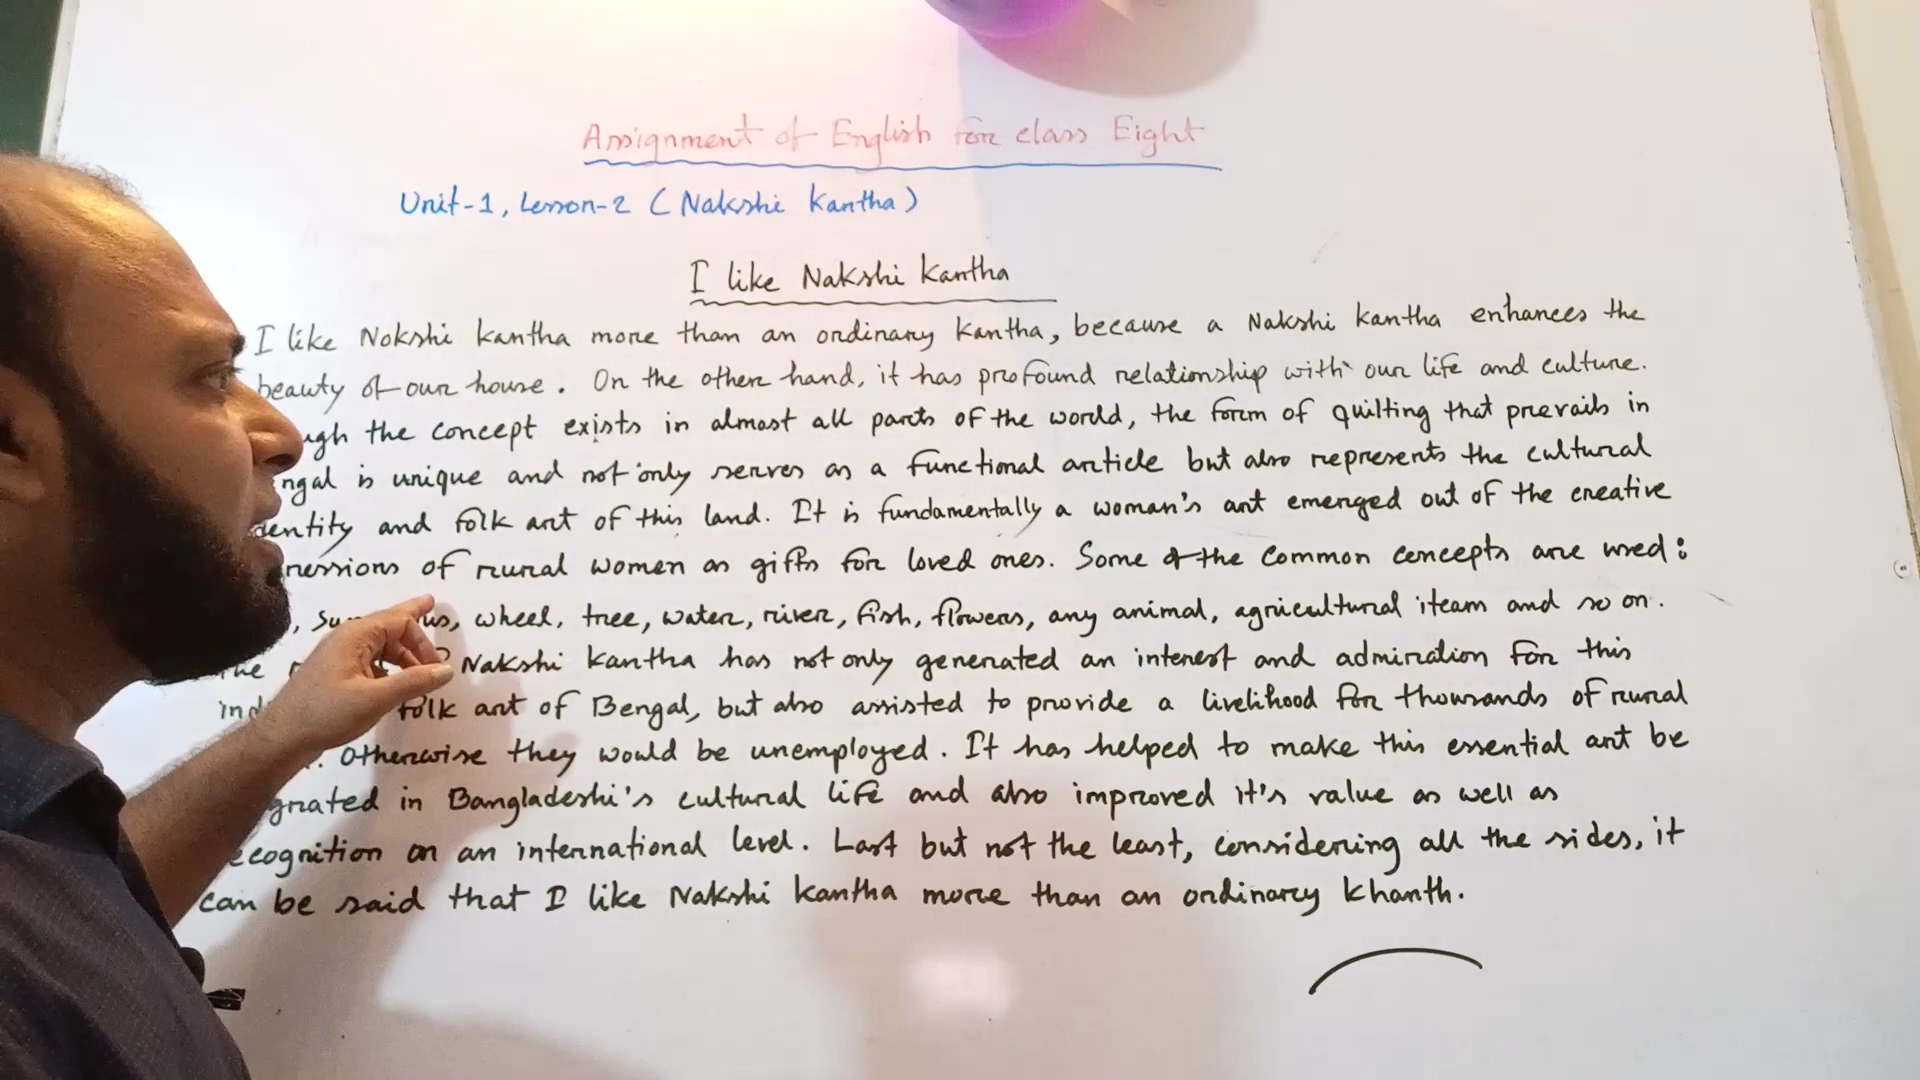 Assignment of English for class Eight
Unit-1, Lesson-2 (Nakshi Kantha)
I like Nakshi Kantha
I like Nokshi Kantha more than an ordinary Kantha, because a Nakshi Kantha enhances the
beauty of our house. On the other hand, it has profound relationship with our life and culture.
the concept exists in almost all parts of the world, the form of quilting that prevails in
is unique and not only serves as a functional article but also represents the cultural
and folk art of this land. It is fundamentally a woman's art emerged out of the creative
of rural women as gifts for loved ones. Some of the common concepts are used:
wheel, tree, water, river, fish, flowers, any animal, agricultural iteam and so on.
Nakshi Kantha has not only generated an interest and admiration for this
folk art of Bengal, but also assisted to provide a livelihood for thousands of rural
Otherwise they would be unemployed. It has helped to make this essential art be
in Bangladeshi's cultural life and also improved it's value as well as
recognition on an international level. Last but not the least, considering all the sides, it
can be said that I like Nakshi Kantha more than an ordinary Khanth.